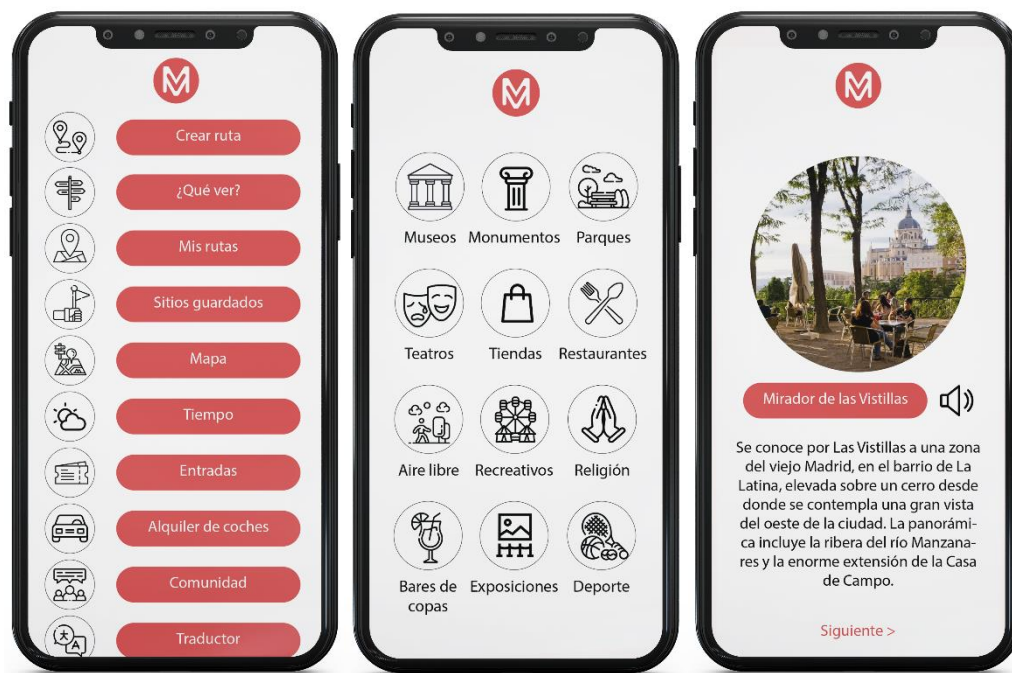 M
Crear ruta
¿Qué ver?
Mis rutas
Sitios guardados
Mapa
Tiempo
Entradas
Alquiler de coches
Comunidad
Traductor
M
Museos Monumentos Parques
Teatros Tiendas Restaurantes
Aire libre Recreativos Religión
Bares de copas Exposiciones Deporte
M
Mirador de las Vistillas
Se conoce por Las Vistillas a una zona
del viejo Madrid, en el barrio de La
Latina, elevada sobre un cerro desde
donde se contempla una gran vista
del oeste de la ciudad. La panorámi-
ca incluye la ribera del río Manzana-
res y la enorme extensión de la Casa
de Campo.
Siguiente >